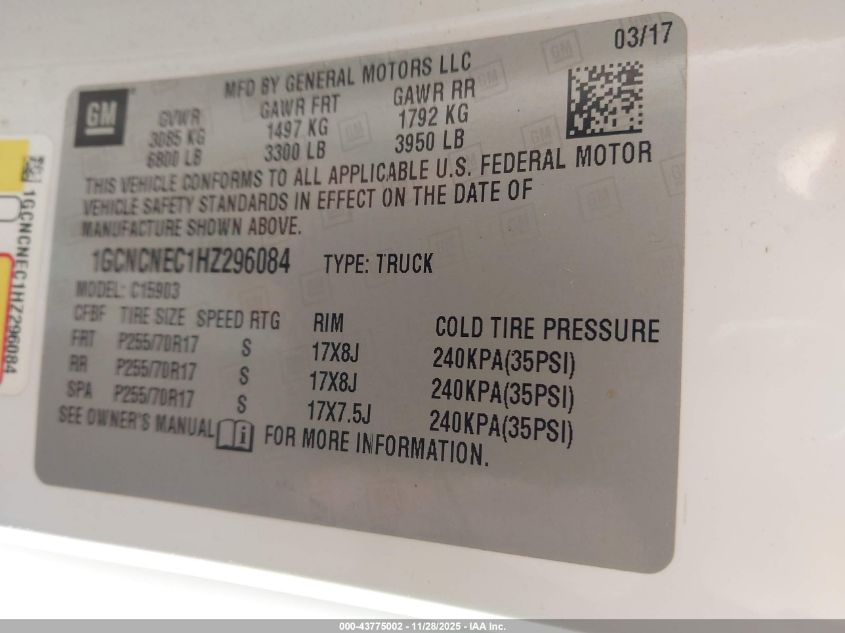 03/17
GM
MFD BY GENERAL MOTORS LLC
GVWR GAWR FRT GAWR RR
3085 KG 1497 KG 1792 KG
6800 LB 3300 LB 3950 LB
THIS VEHICLE CONFORMS TO ALL APPLICABLE U.S. FEDERAL MOTOR
VEHICLE SAFETY STANDARDS IN EFFECT ON THE DATE OF
MANUFACTURE SHOWN ABOVE.
1GCNCNEC1HZ296084 TYPE: TRUCK
MODEL: C15903
CFBF TIRE SIZE SPEED RTG RIM COLD TIRE PRESSURE
FRT P255/70R17 S 17X8J 240KPA(35PSI)
RR P255/70R17 S 17X8J 240KPA(35PSI)
SPA P255/70R17 S 17X7.5J 240KPA(35PSI)
SEE OWNER'S MANUAL FOR MORE INFORMATION.
1GCNCNEC1HZ296084
000-43775002 - 11/28/2025 - IAA, Inc.